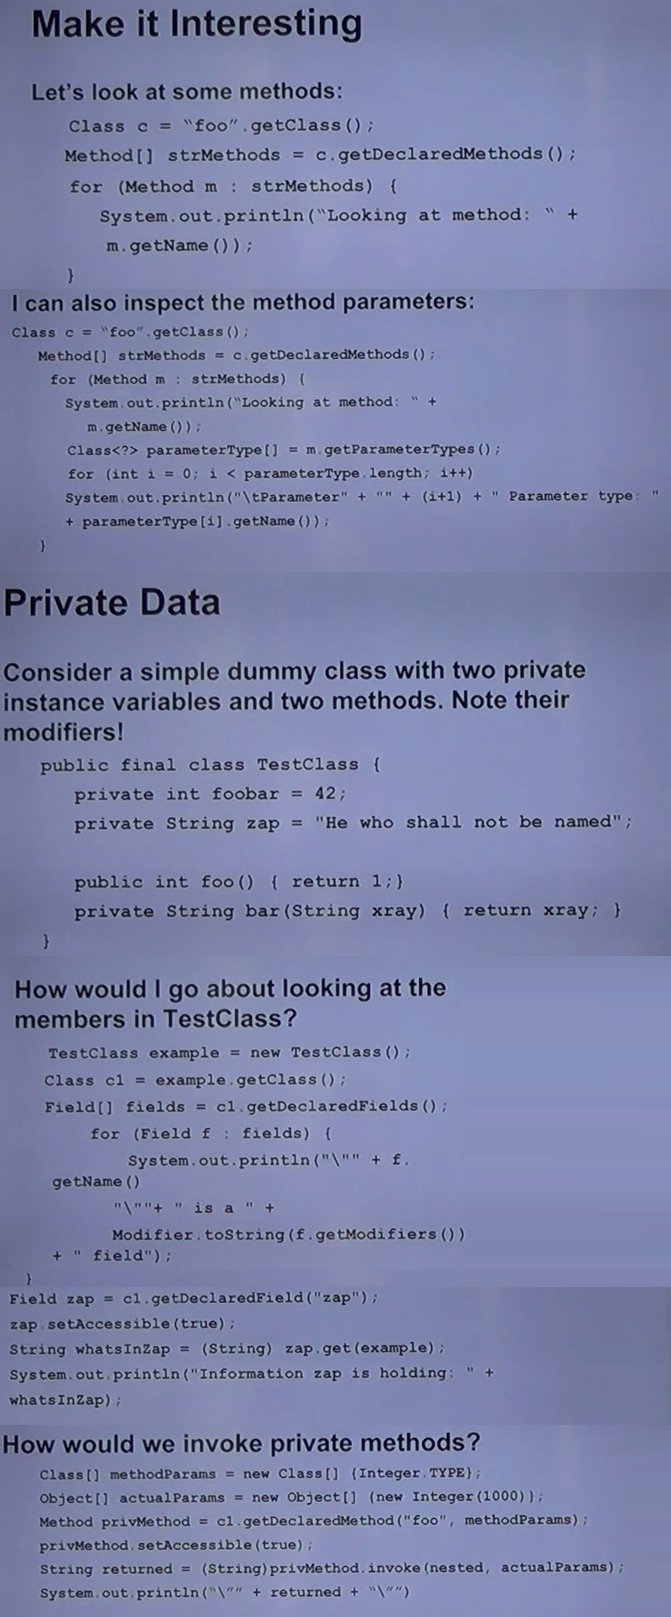 Make it Interesting
Let's look at some methods:
Class c = “foo”.getClass();
Method[] strMethods = c.getDeclaredMethods();
for (Method m : strMethods) {
System.out.println(“Looking at method: “ +
m.getName());
}
I can also inspect the method parameters:
Class c = “foo”.getClass();
Method[] strMethods = c.getDeclaredMethods();
for (Method m : strMethods) {
System.out.println(“Looking at method: “ +
m.getName());
Class<?> parameterType[] = m.getParameterTypes();
for (int i = 0; i < parameterType.length; i++)
System.out.println("\tParameter" + "" + (i+1) + " Parameter type: "
+ parameterType[i].getName());
}
Private Data
Consider a simple dummy class with two private
instance variables and two methods. Note their
modifiers!
public final class TestClass {
private int foobar = 42;
private String zap = "He who shall not be named";
public int foo() { return 1;}
private String bar(String xray) { return xray; }
}
How would I go about looking at the
members in TestClass?
TestClass example = new TestClass();
Class c1 = example.getClass();
Field[] fields = c1.getDeclaredFields();
for (Field f : fields) {
System.out.println("\"" + f.
getName()
"\""+ " is a " +
Modifier.toString(f.getModifiers())
+ " field");
}
Field zap = c1.getDeclaredField("zap");
zap.setAccessible(true);
String whatsInZap = (String) zap.get(example);
System.out.println("Information zap is holding: " +
whatsInZap);
How would we invoke private methods?
Class[] methodParams = new Class[] {Integer.TYPE};
Object[] actualParams = new Object[] {new Integer(1000)};
Method privMethod = c1.getDeclaredMethod("foo", methodParams);
privMethod.setAccessible(true);
String returned = (String)privMethod.invoke(nested, actualParams);
System.out.println(“\”” + returned + “\””)